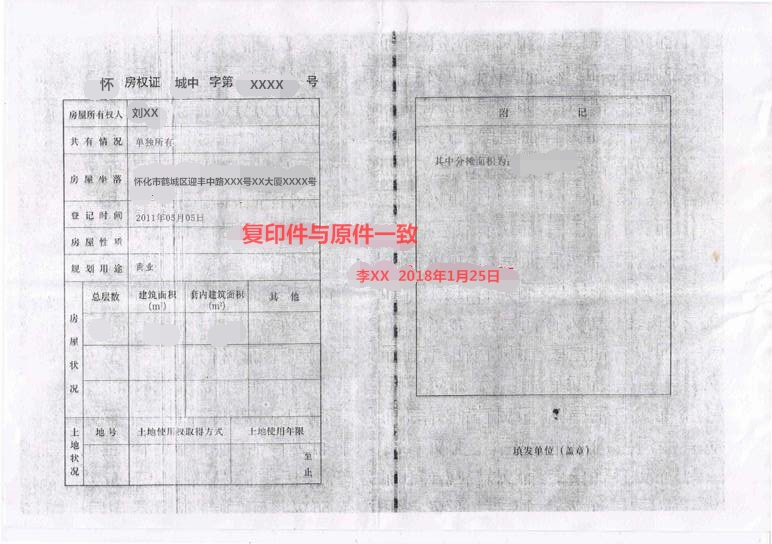 怀 房权证 城中 字第 XXXX 号
房屋所有权人 刘XX
共有情况 单独所有
房屋坐落 怀化市鹤城区迎丰中路XXX号XX大厦XXXX号
登记时间 2011年05月05日
房屋性质
规划用途 商业
房屋状况
总层数 建筑面积(m²) 套内建筑面积(m²) 其他
土地状况
地号 土地使用权取得方式 土地使用年限
至
止
复印件与原件一致
李XX 2018年1月25日
附 记
其中分摊面积为:
填发单位(盖章)